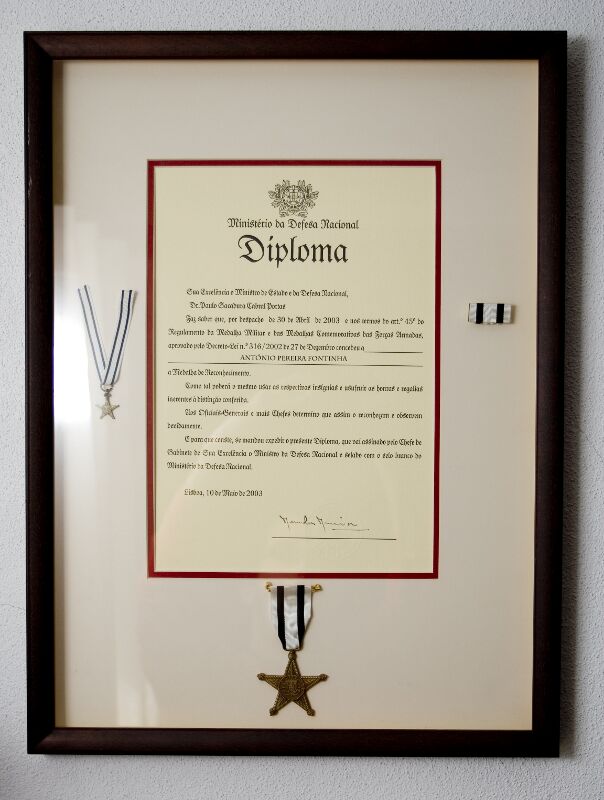 Ministério da Defesa Nacional
Diploma
Sua Excelência o Ministro de Estado e da Defesa Nacional,
Dr. Paulo Sacadura Cabral Portas
Faz saber que, por despacho de 30 de Abril de 2003 e nos termos do art.º 45º do
Regulamento da Medalha Militar e das Medalhas Comemorativas das Forças Armadas,
aprovado pelo Decreto-Lei n.º 316/2002 de 27 de Dezembro concedeu a
ANTÓNIO PEREIRA FONTINHA
a Medalha de Reconhecimento.
Como tal poderá o mesmo usar as respectivas insígnias e usufruir as honras e regalias
inerentes à distinção conferida.
Aos Oficiais-Generais e mais Chefes determino que assim o reconheçam e observem
devidamente.
E para que conste, se mandou expedir o presente Diploma, que vai assinado pelo Chefe do
Gabinete de Sua Excelência o Ministro da Defesa Nacional e selado com o selo branco do
Ministério da Defesa Nacional.
Lisboa, 10 de Maio de 2003